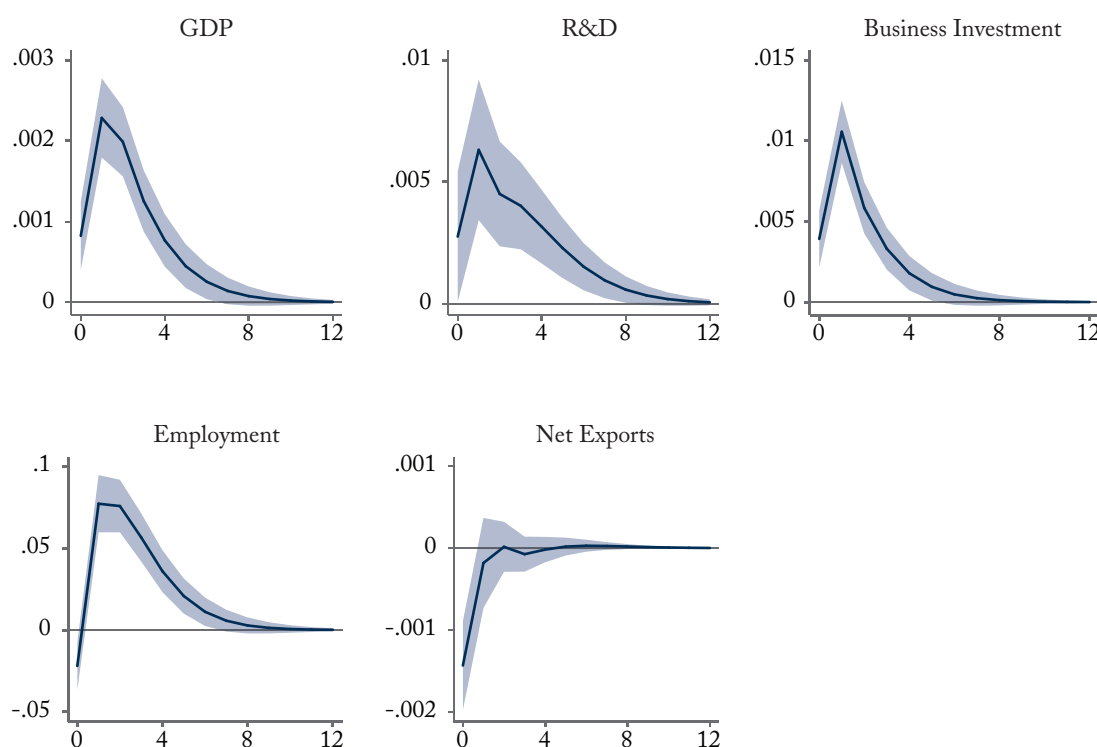 GDP
.003
.002
.001
0
0 4 8 12
R&D
.01
.005
0
0 4 8 12
Business Investment
.015
.01
.005
0
0 4 8 12
Employment
.1
.05
0
-.05
0 4 8 12
Net Exports
.001
0
-.001
-.002
0 4 8 12